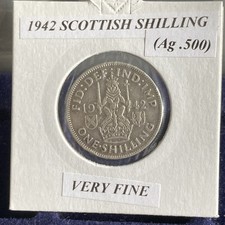 1942 SCOTTISH SHILLING
(Ag .500)
FID:DEF:IND:IMP
19 42
ONE·SHILLING
VERY FINE